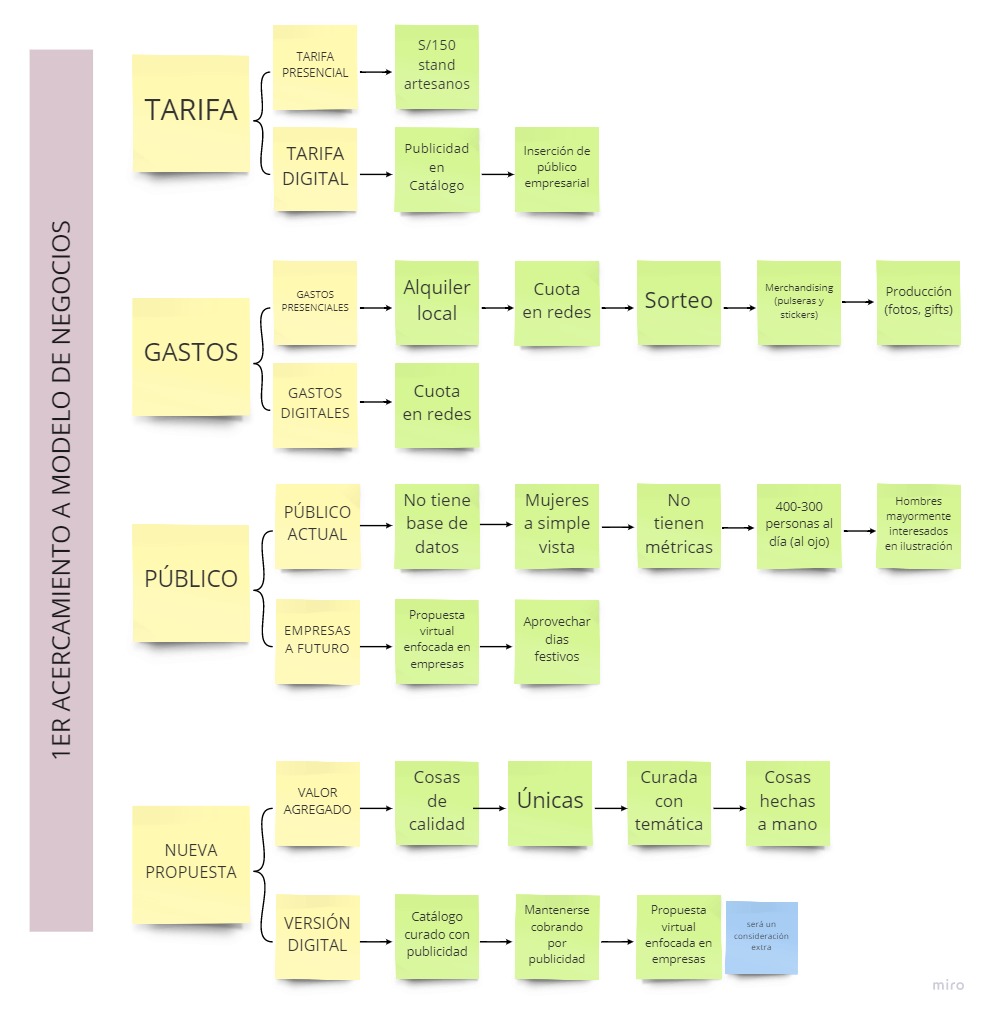 1ER ACERCAMIENTO A MODELO DE NEGOCIOS
TARIFA
TARIFA
PRESENCIAL
S/150
stand
artesanos
TARIFA
DIGITAL
Publicidad
en
Catálogo
Inserción de
público
empresarial
GASTOS
GASTOS
PRESENCIALES
Alquiler
local
Cuota
en redes
Sorteo
Merchandising
(pulseras y
stickers)
Producción
(fotos, gifts)
GASTOS
DIGITALES
Cuota
en redes
PÚBLICO
PÚBLICO
ACTUAL
No tiene
base de
datos
Mujeres
a simple
vista
No
tienen
métricas
400-300
personas al
día (al ojo)
Hombres
mayormente
interesados
en ilustración
EMPRESAS
A FUTURO
Propuesta
virtual
enfocada en
empresas
Aprovechar
dias
festivos
NUEVA
PROPUESTA
VALOR
AGREGADO
Cosas
de
calidad
Únicas
Curada
con
temática
Cosas
hechas
a mano
VERSIÓN
DIGITAL
Catálogo
curado con
publicidad
Mantenerse
cobrando
por
publicidad
Propuesta
virtual
enfocada en
empresas
será un
consideración
extra
miro